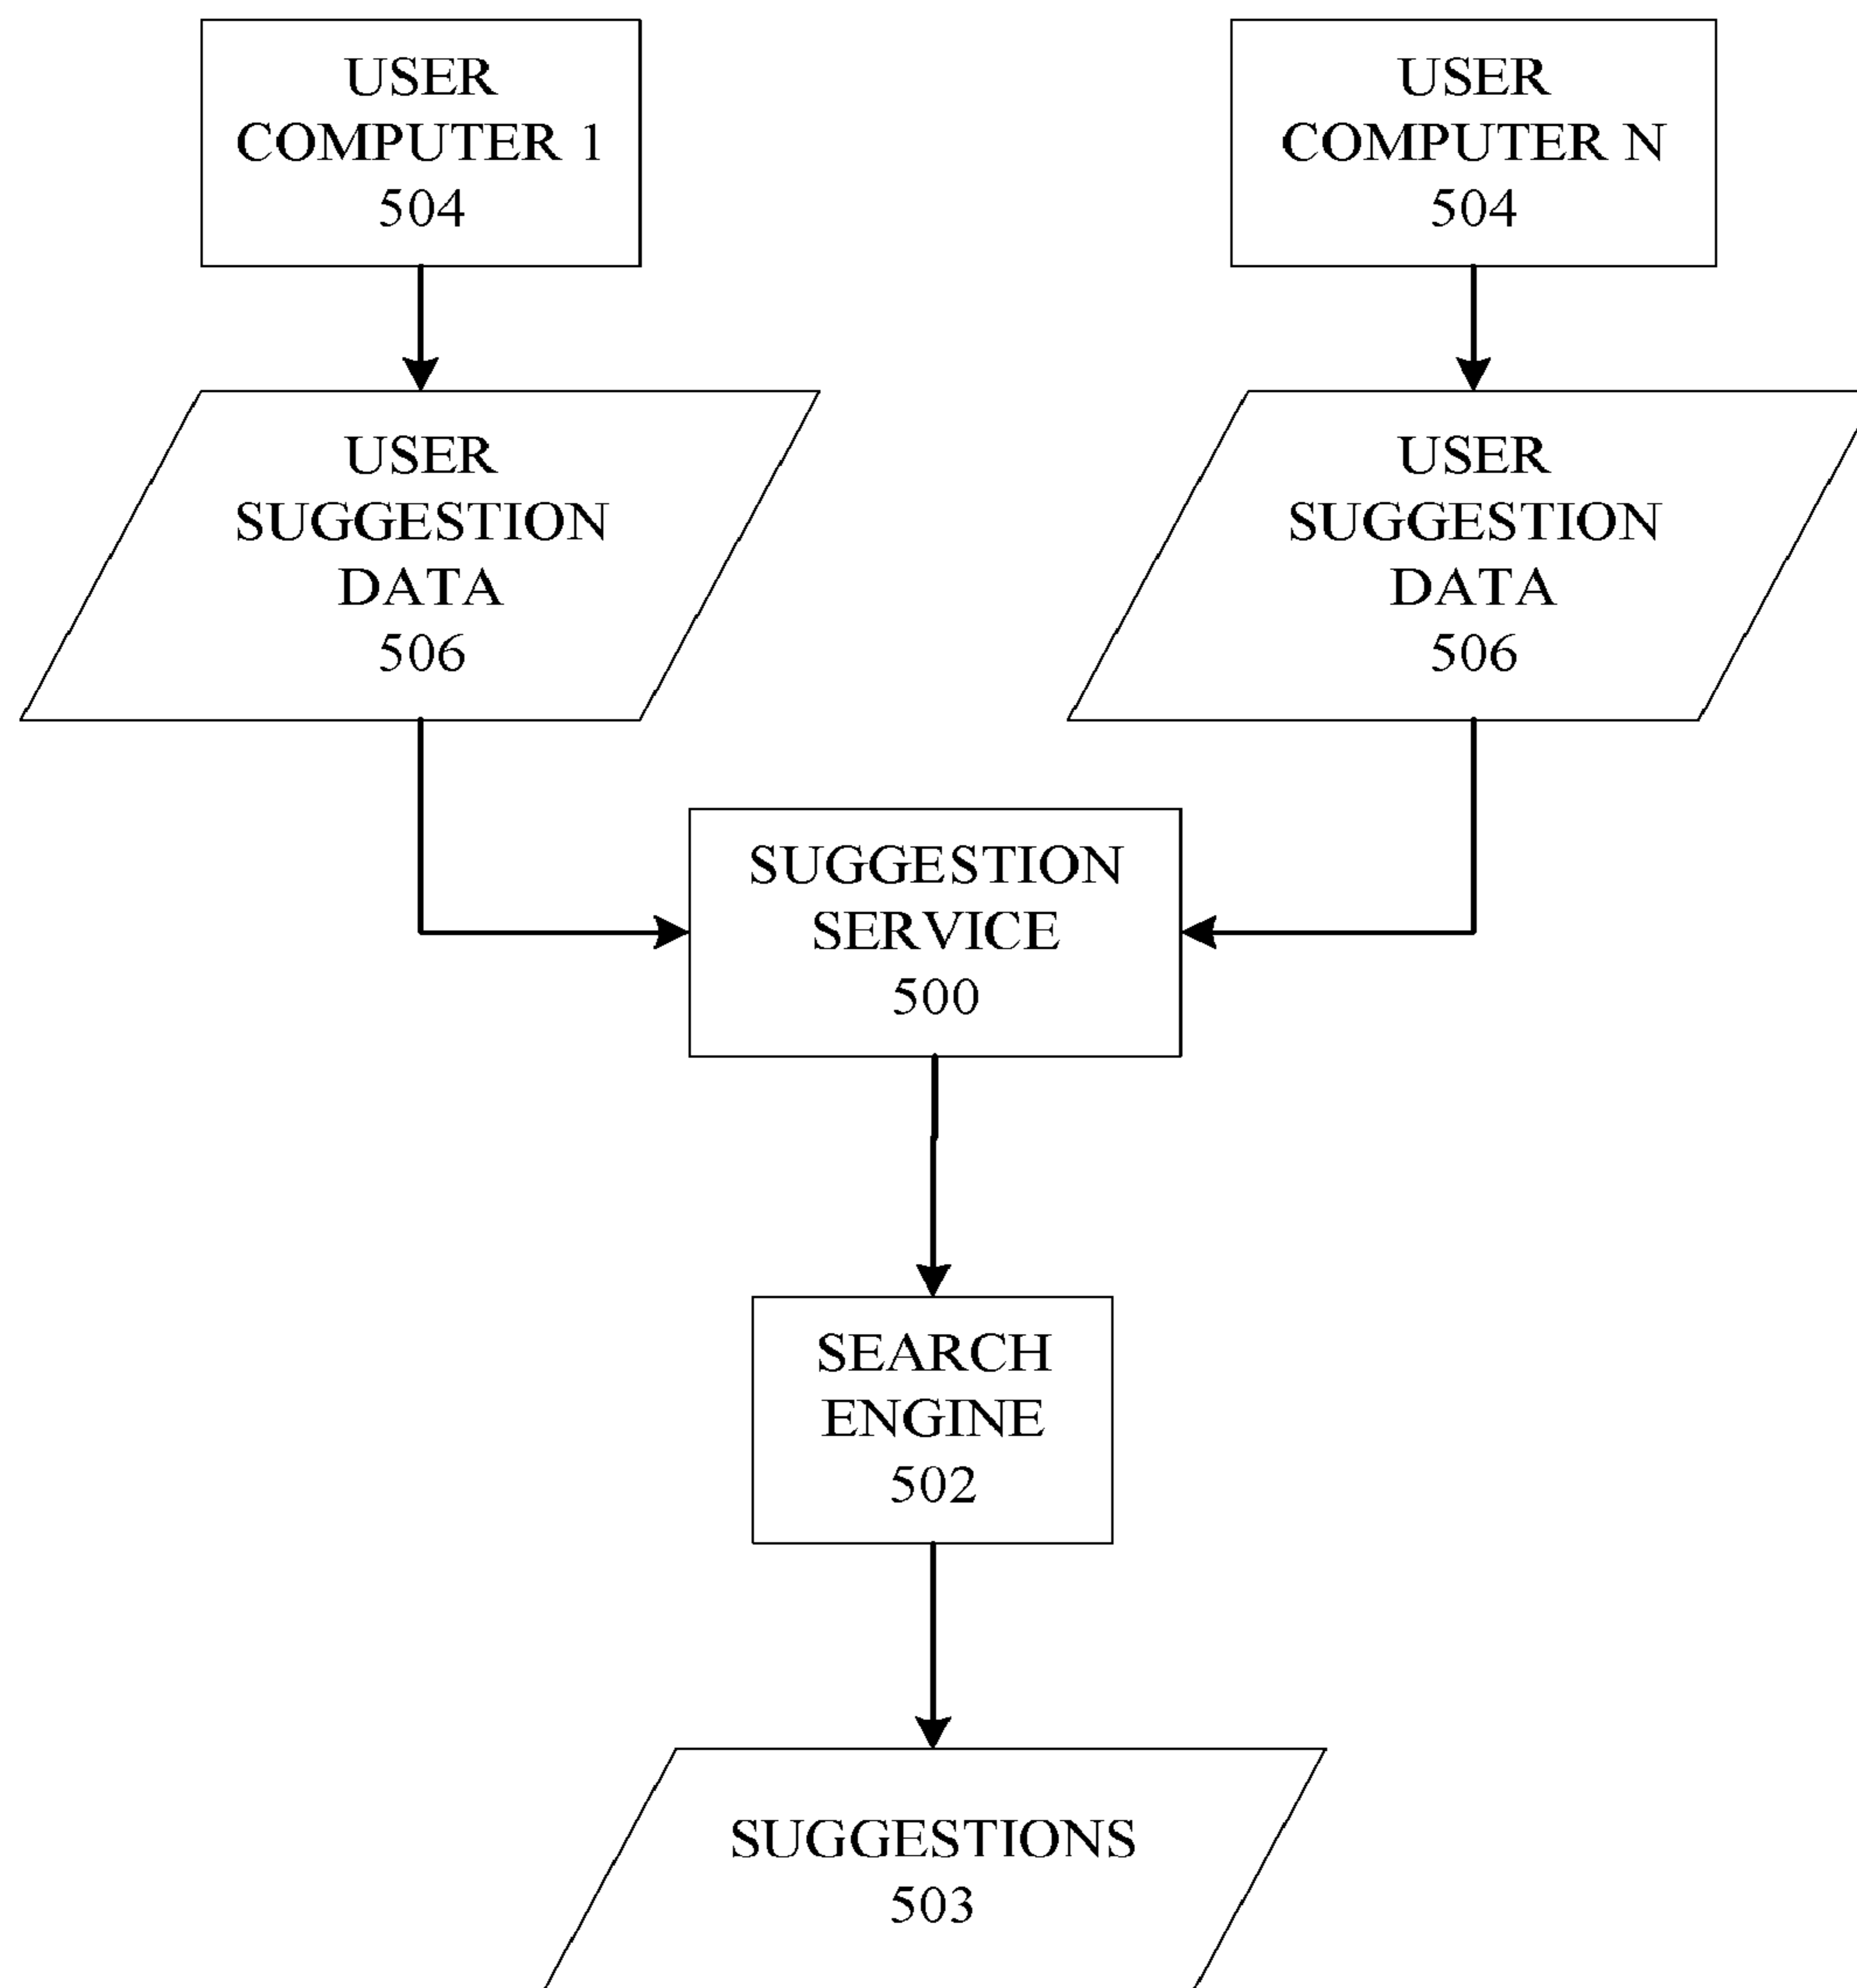 USER
COMPUTER 1
504
USER
COMPUTER N
504
USER
SUGGESTION
DATA
506
USER
SUGGESTION
DATA
506
SUGGESTION
SERVICE
500
SEARCH
ENGINE
502
SUGGESTIONS
503